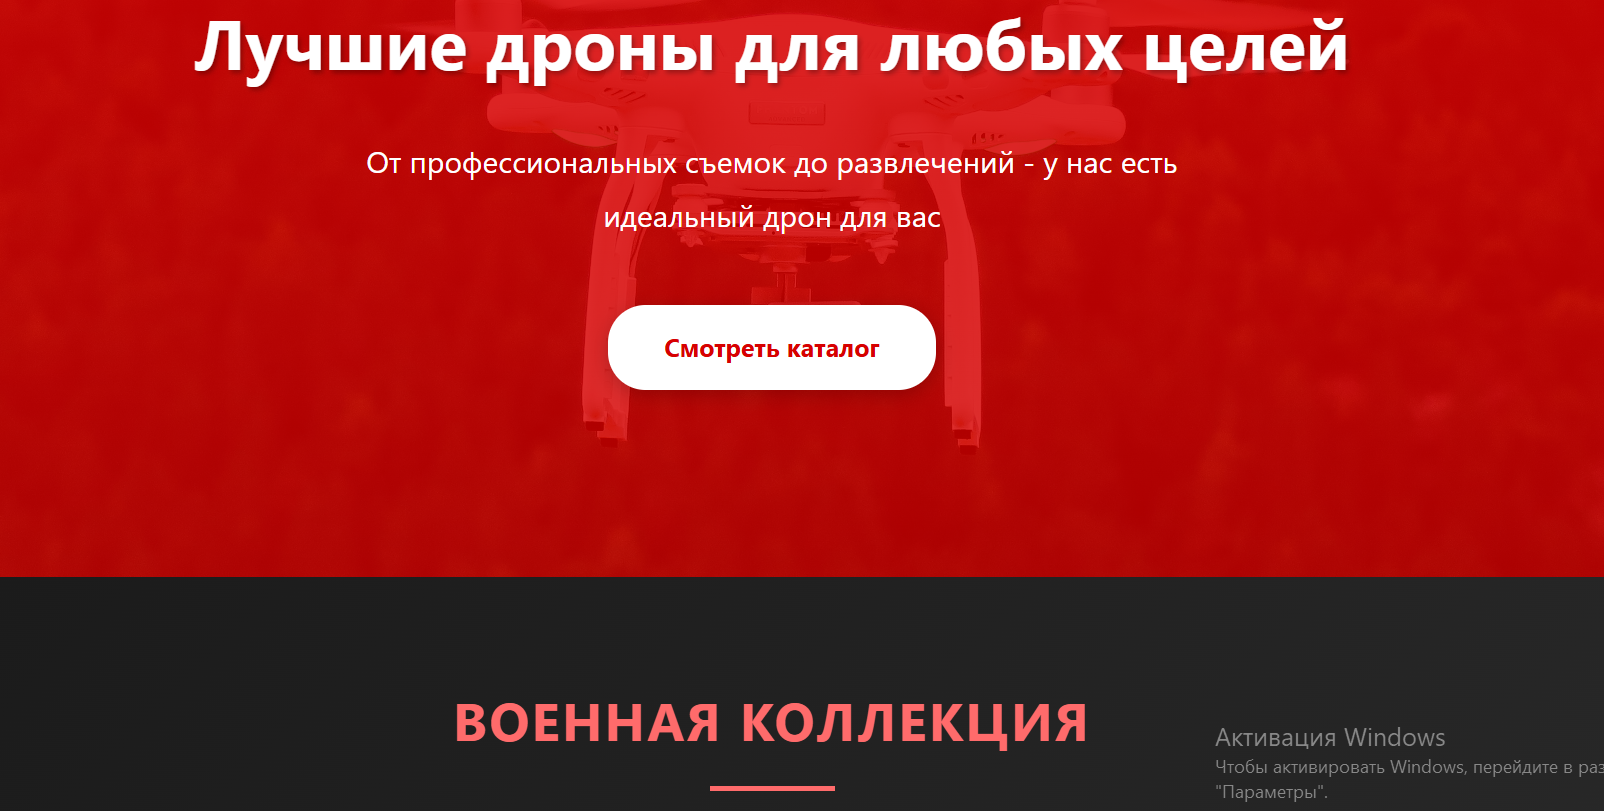 Лучшие дроны для любых целей
От профессиональных съемок до развлечений - у нас есть
идеальный дрон для вас
Смотреть каталог
ВОЕННАЯ КОЛЛЕКЦИЯ
Активация Windows
Чтобы активировать Windows, перейдите в раз
"Параметры".